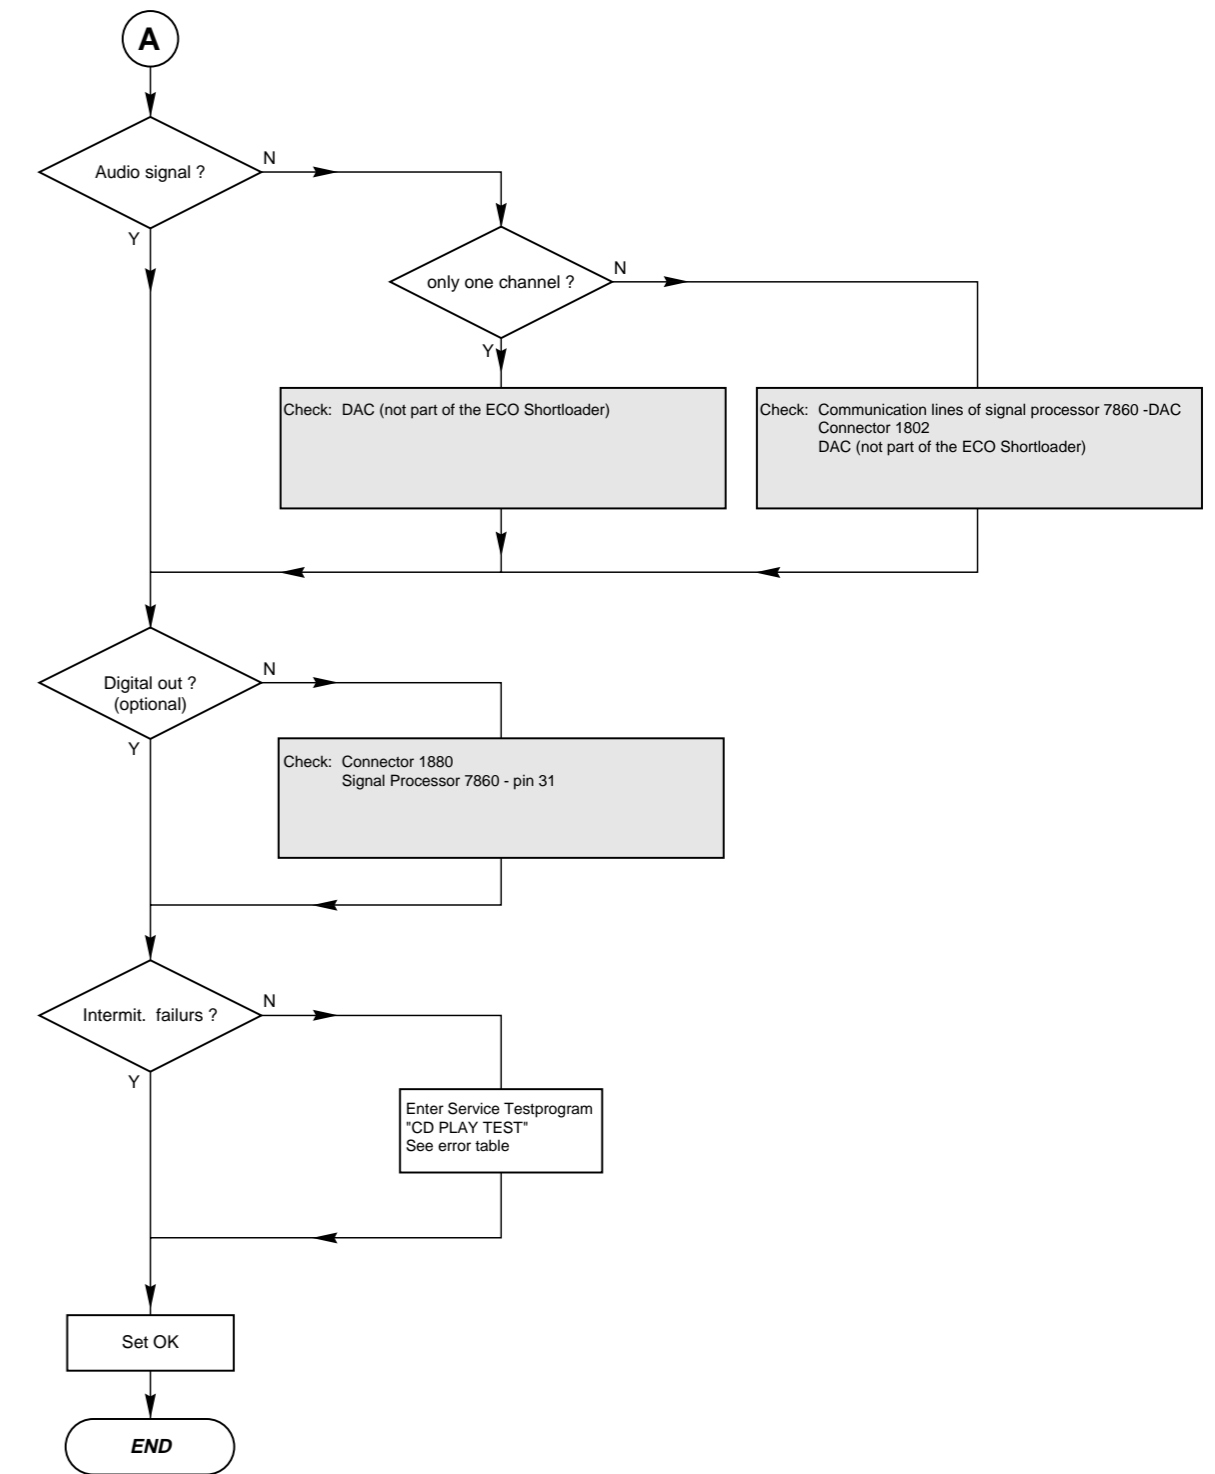 A
Audio signal ?
N
Y
only one channel ?
N
Y
Check: DAC (not part of the ECO Shortloader)
Check: Communication lines of signal processor 7860 -DAC
Connector 1802
DAC (not part of the ECO Shortloader)
Digital out ?
(optional)
N
Y
Check: Connector 1880
Signal Processor 7860 - pin 31
Intermit. failurs ?
N
Y
Enter Service Testprogram
"CD PLAY TEST"
See error table
Set OK
END